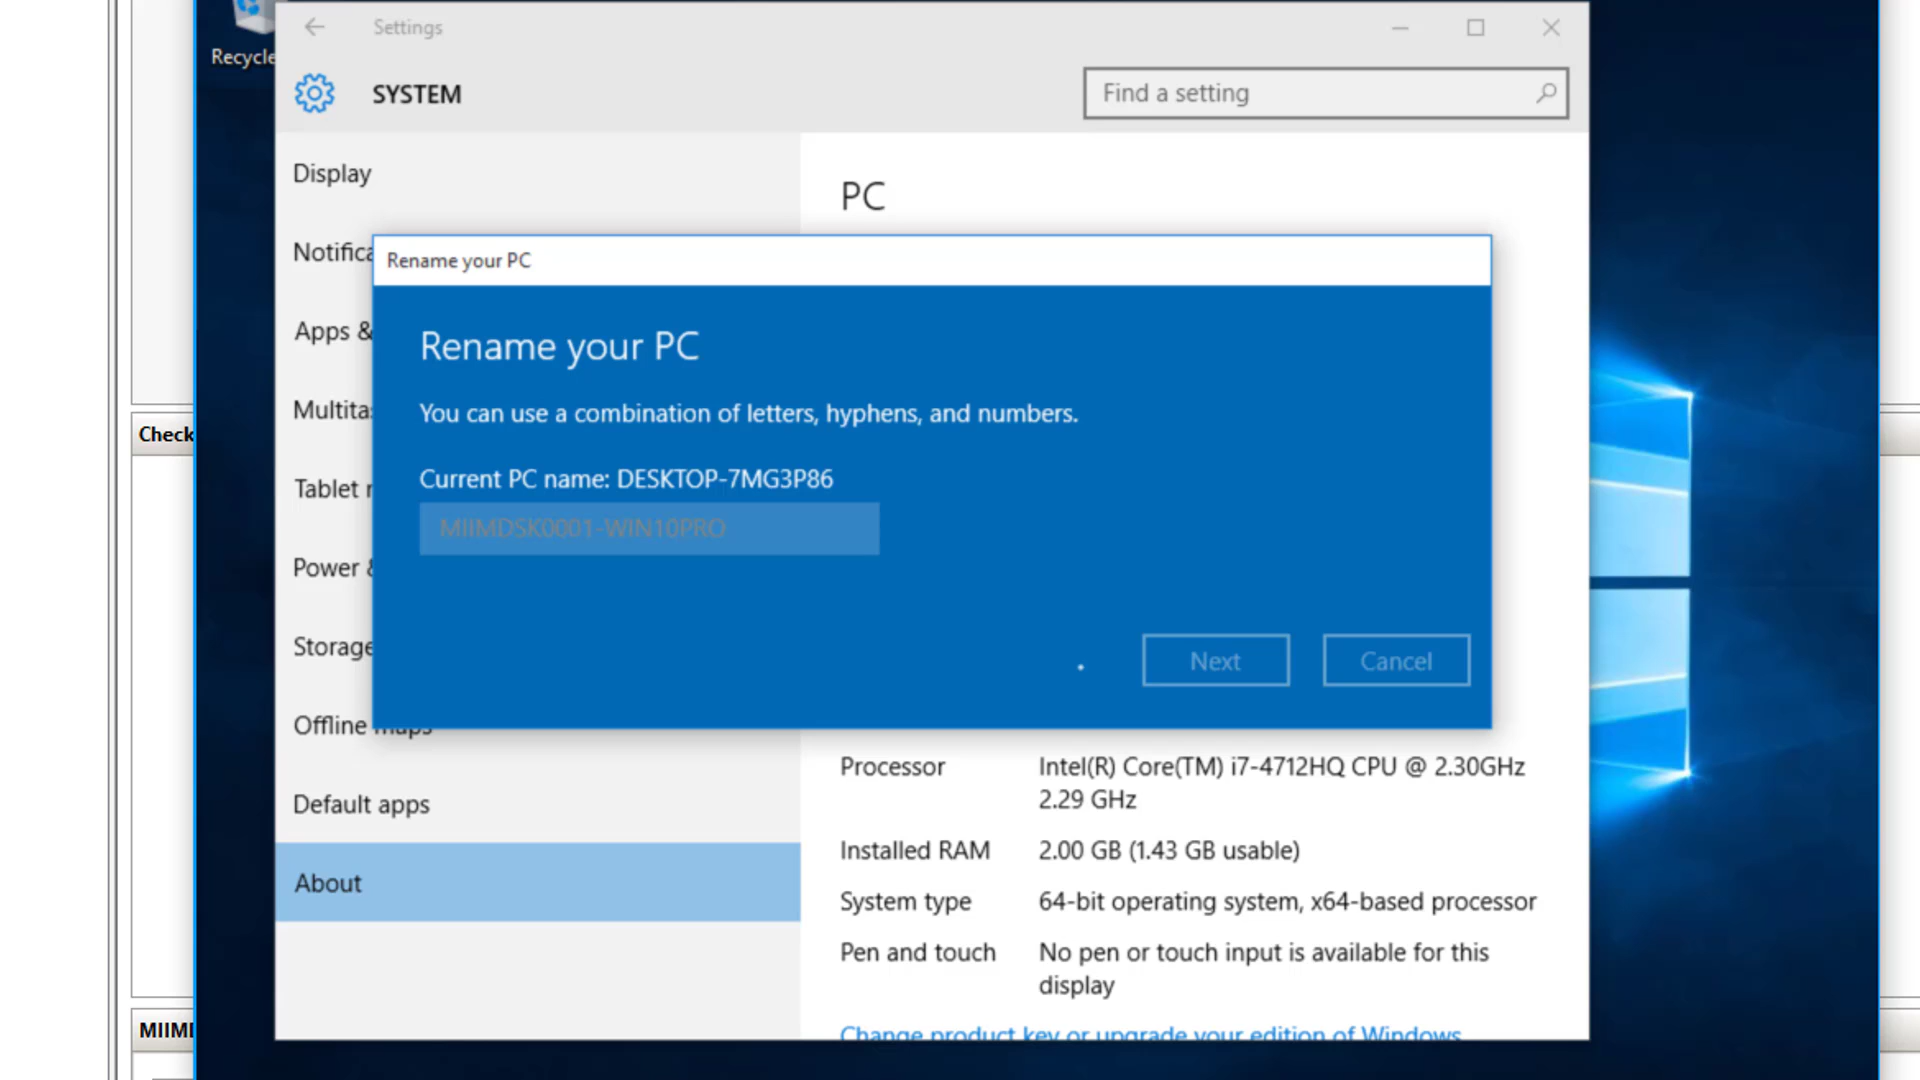 Recycle
Settings
SYSTEM
Find a setting
Display
PC
Notifica
Rename your PC
Apps &
Rename your PC
Multita
You can use a combination of letters, hyphens, and numbers.
Check
Tablet
Current PC name: DESKTOP-7MG3P86
MIIMDSK0001-WIN10PRO
Power &
Storage
Next
Cancel
Offline maps
Processor
Intel(R) Core(TM) i7-4712HQ CPU @ 2.30GHz
2.29 GHz
Default apps
Installed RAM
2.00 GB (1.43 GB usable)
About
System type
64-bit operating system, x64-based processor
Pen and touch
No pen or touch input is available for this
display
MIIM
Change product key or upgrade your edition of Windows